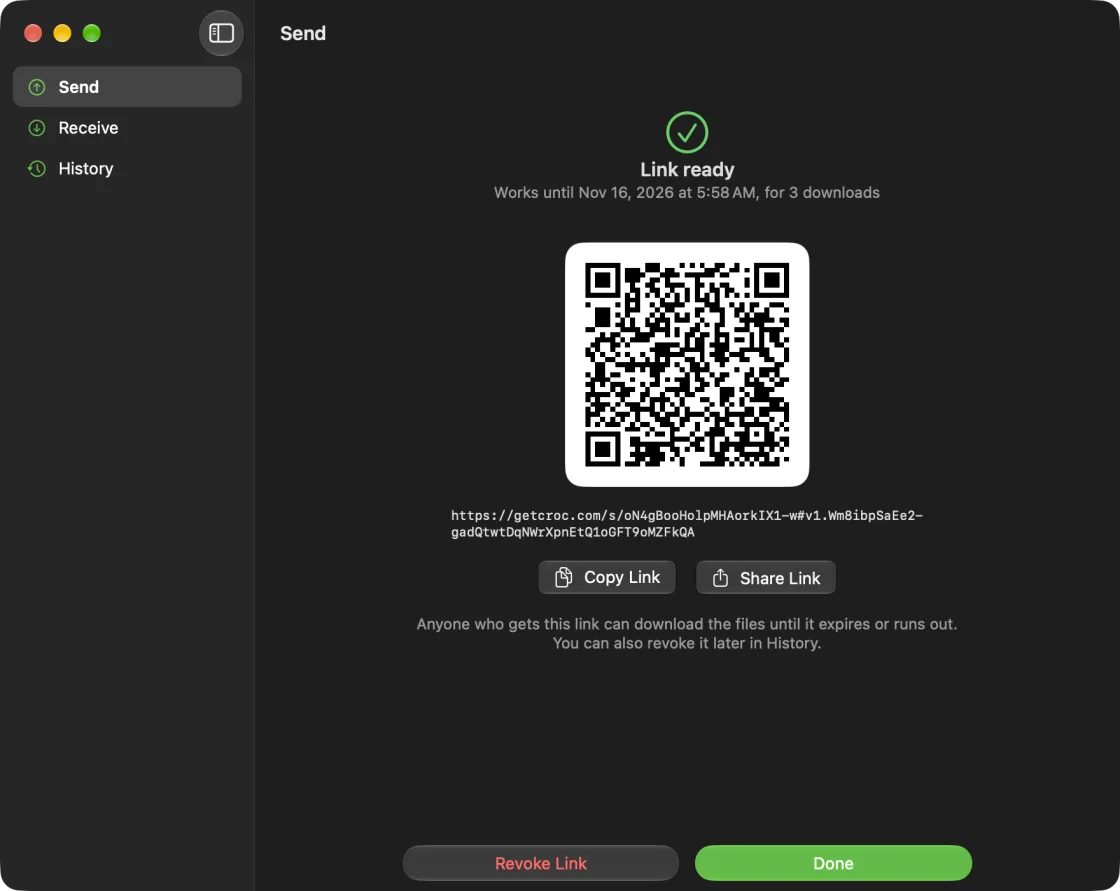 Send
Send
Receive
History
Link ready
Works until Nov 16, 2026 at 5:58 AM, for 3 downloads
https://getcroc.com/s/oN4gBooHolpMHAorkIX1-w#v1.Wm8ibpSaEe2-
gadQtwtDqNWrXpnEtQ1oGFT9oMZFkQA
Copy Link
Share Link
Anyone who gets this link can download the files until it expires or runs out.
You can also revoke it later in History.
Revoke Link
Done